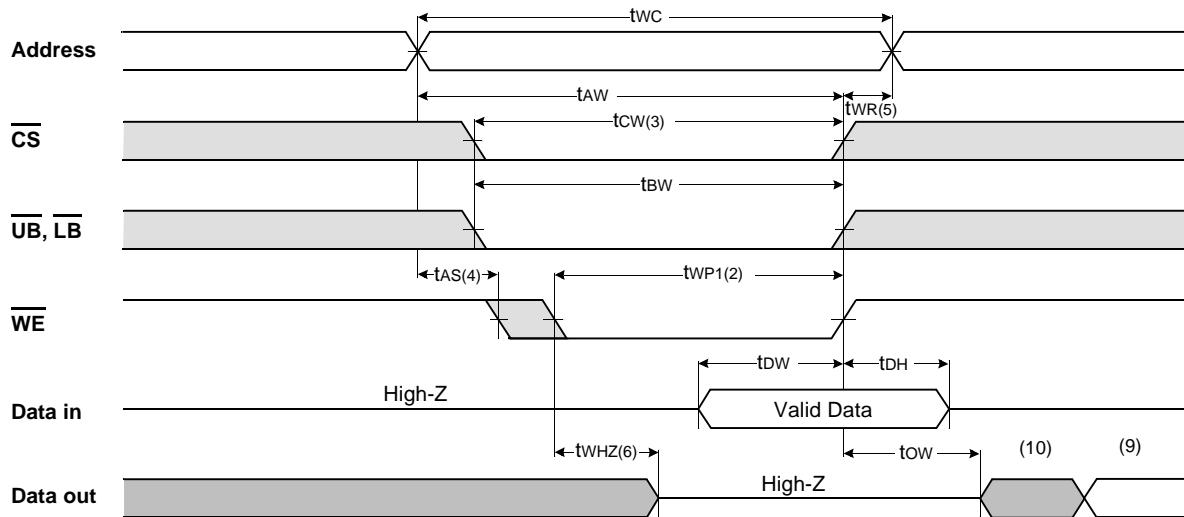 tWC
Address
tAW
tWR(5)
tCW(3)
CS
tBW
UB, LB
tAS(4)
tWP1(2)
WE
tDW
tDH
High-Z
Data in
Valid Data
tWHZ(6)
tOW
(10)
(9)
High-Z
Data out